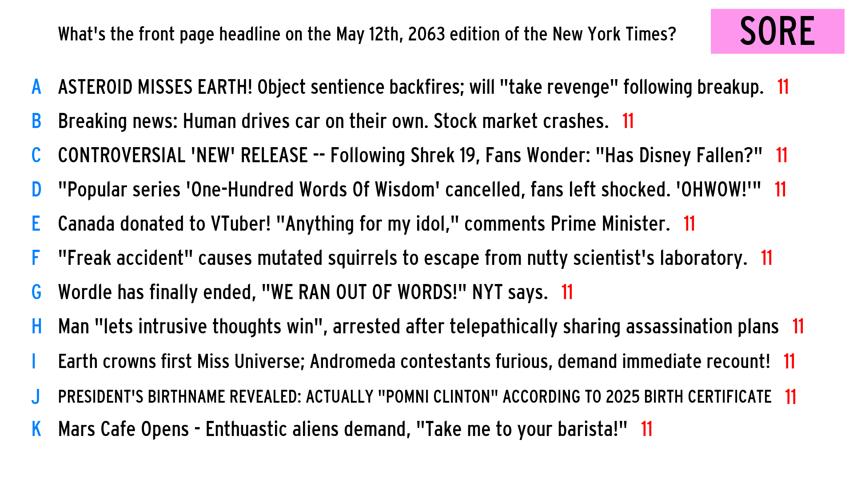 What's the front page headline on the May 12th, 2063 edition of the New York Times?
SORE
A ASTEROID MISSES EARTH! Object sentience backfires; will "take revenge" following breakup. 11
B Breaking news: Human drives car on their own. Stock market crashes. 11
C CONTROVERSIAL 'NEW' RELEASE -- Following Shrek 19, Fans Wonder: "Has Disney Fallen?" 11
D "Popular series 'One-Hundred Words Of Wisdom' cancelled, fans left shocked. 'OHWOW!'" 11
E Canada donated to VTuber! "Anything for my idol," comments Prime Minister. 11
F "Freak accident" causes mutated squirrels to escape from nutty scientist's laboratory. 11
G Wordle has finally ended, "WE RAN OUT OF WORDS!" NYT says. 11
H Man "lets intrusive thoughts win", arrested after telepathically sharing assassination plans 11
I Earth crowns first Miss Universe; Andromeda contestants furious, demand immediate recount! 11
J PRESIDENT'S BIRTHNAME REVEALED: ACTUALLY "POMNI CLINTON" ACCORDING TO 2025 BIRTH CERTIFICATE 11
K Mars Cafe Opens - Enthuastic aliens demand, "Take me to your barista!" 11